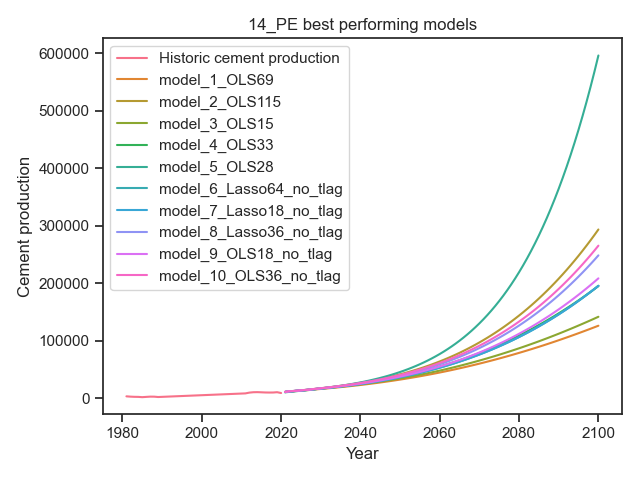 14_PE best performing models
Cement production
600000
500000
400000
300000
200000
100000
0
Historic cement production
model_1_OLS69
model_2_OLS115
model_3_OLS15
model_4_OLS33
model_5_OLS28
model_6_Lasso64_no_tlag
model_7_Lasso18_no_tlag
model_8_Lasso36_no_tlag
model_9_OLS18_no_tlag
model_10_OLS36_no_tlag
1980 2000 2020 2040 2060 2080 2100
Year